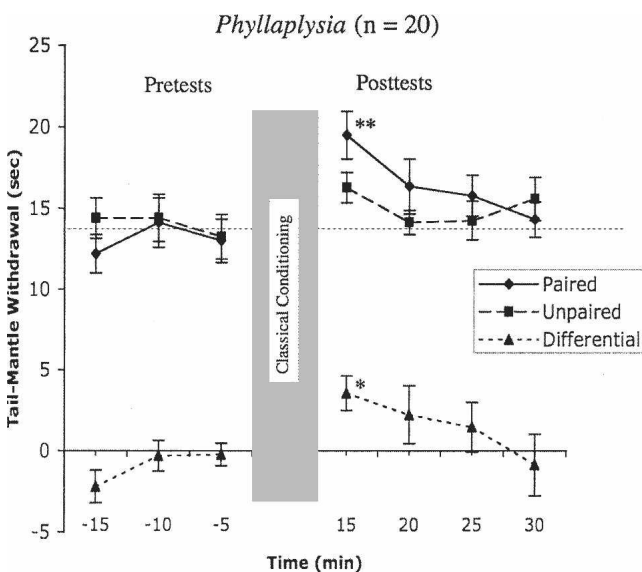 Phyllaplysia (n = 20)
25
20
15
10
5
0
-5
Tail-Mantle Withdrawal (sec)
Pretests
Posttests
Classical Conditioning
**
*
Paired
Unpaired
Differential
-15 -10 -5 15 20 25 30
Time (min)